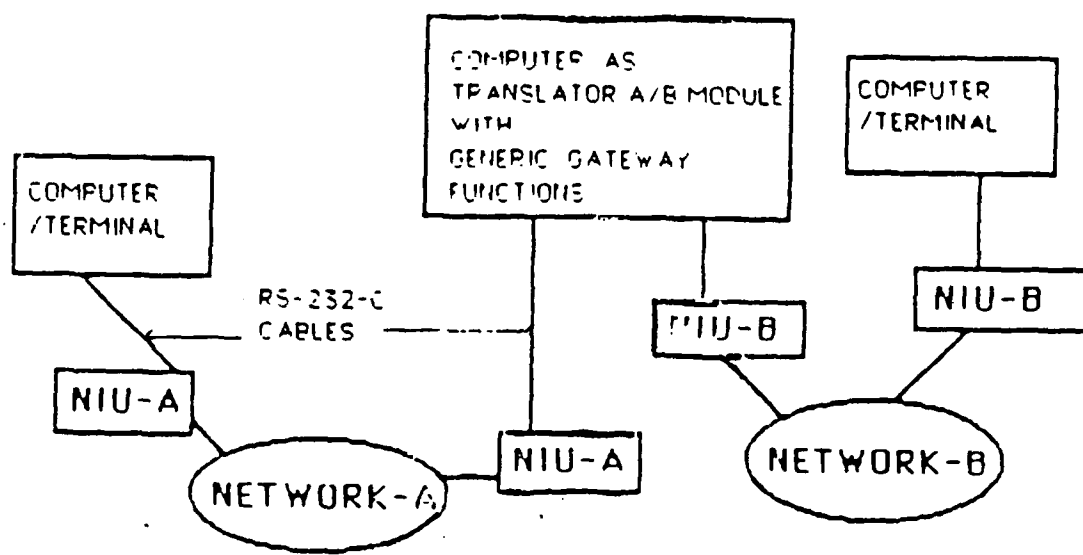 COMPUTER AS
TRANSLATOR A/B MODULE
WITH
GENERIC GATEWAY
FUNCTIONS
COMPUTER
/TERMINAL
COMPUTER
/TERMINAL
RS-232-C
CABLES
NIU-B
NIU-B
NIU-A
NIU-A
NETWORK-A
NETWORK-B